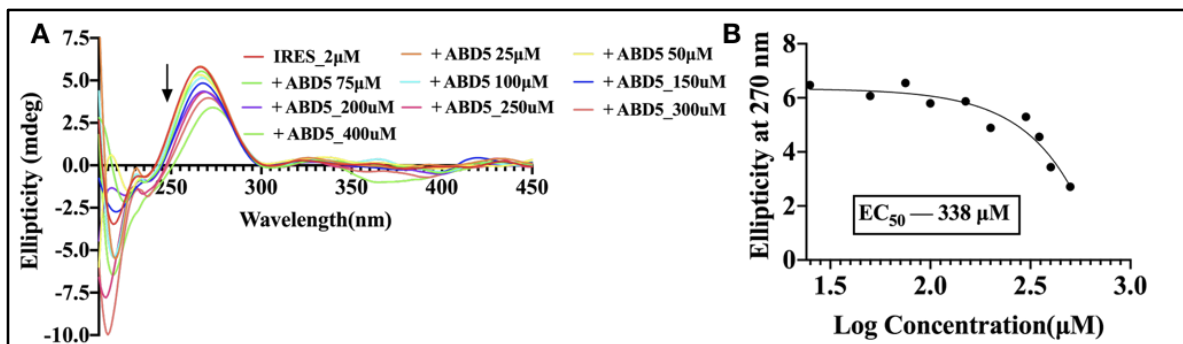 A
B
7.5
5.0
2.5
0.0
-2.5
-5.0
-7.5
-10.0
Ellipticity (mdeg)
IRES_2μM
+ ABD5 25μM
+ ABD5 50μM
+ ABD5 75μM
+ ABD5 100μM
+ ABD5_150uM
+ ABD5_200uM
+ ABD5_250uM
+ ABD5_300uM
+ ABD5_400uM
250
300
350
400
450
Wavelength(nm)
Ellipticity at 270 nm
8
6
4
2
0
EC50 — 338 μM
1.5
2.0
2.5
3.0
Log Concentration(μM)